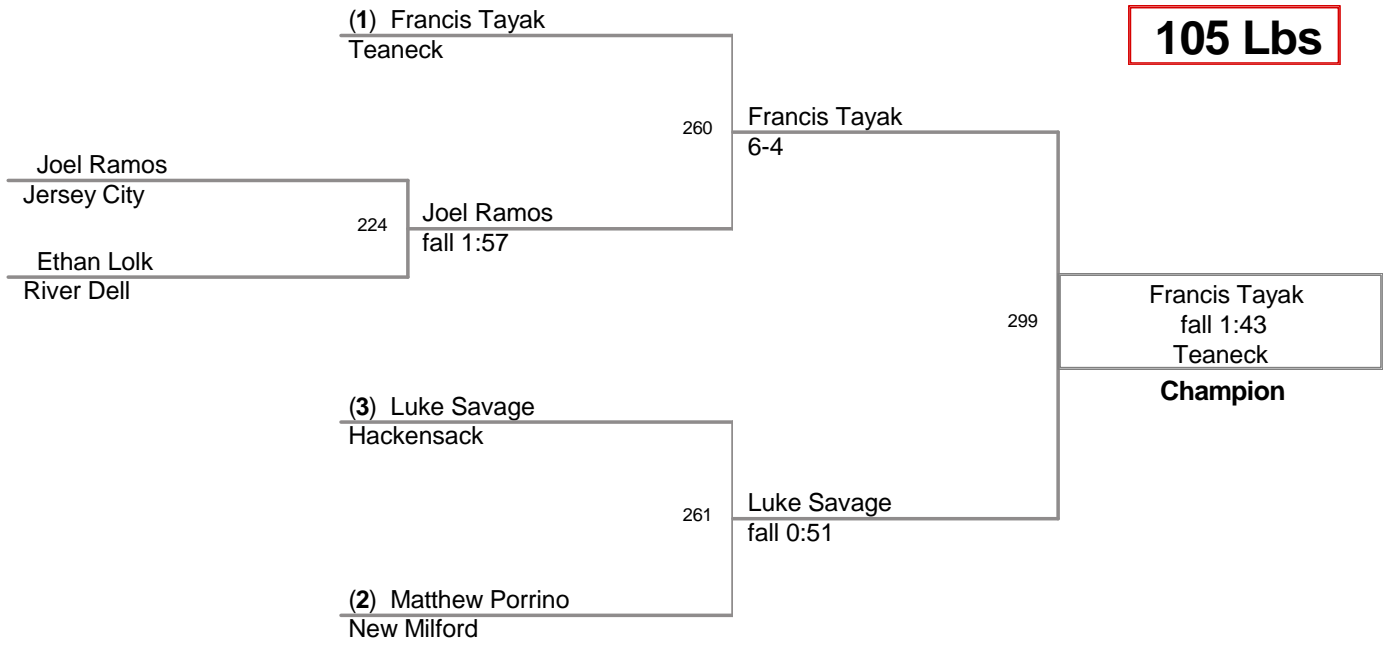 (1) Francis Tayak
Teaneck
105 Lbs
260
Francis Tayak
6-4
Joel Ramos
Jersey City
224
Joel Ramos
fall 1:57
Ethan Lolk
River Dell
299
Francis Tayak
fall 1:43
Teaneck
Champion
(3) Luke Savage
Hackensack
261
Luke Savage
fall 0:51
(2) Matthew Porrino
New Milford